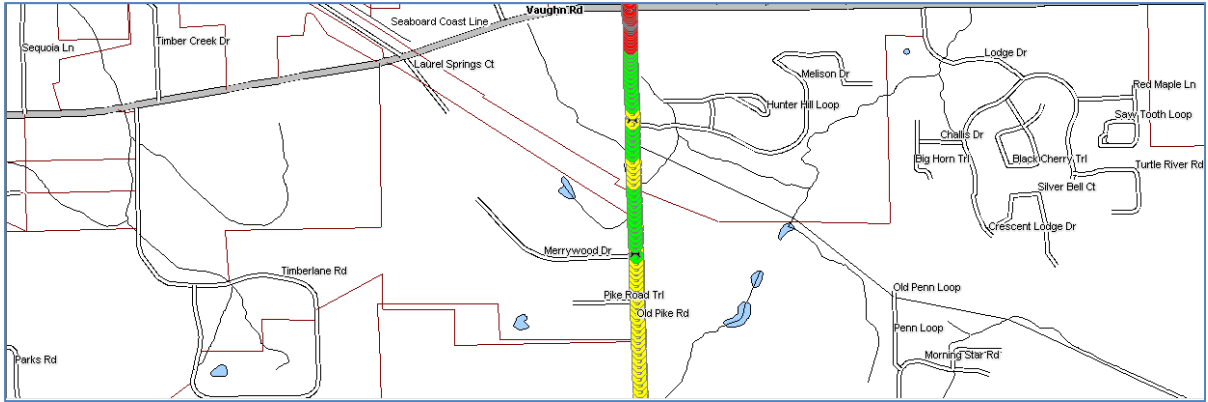 Vaughn Rd
Seaboard Coast Line
Sequoia Ln
Timber Creek Dr
Laurel Springs Ct
Lodge Dr
Melison Dr
Red Maple Ln
Hunter Hill Loop
Saw Tooth Loop
Challis Dr
Big Horn Trl
Black Cherry Trl
Turtle River Rd
Silver Bell Ct
Crescent Lodge Dr
Merrywood Dr
Timberlane Rd
Pike Road Trl
Old Penn Loop
Old Pike Rd
Penn Loop
Parks Rd
Morning Star Rd